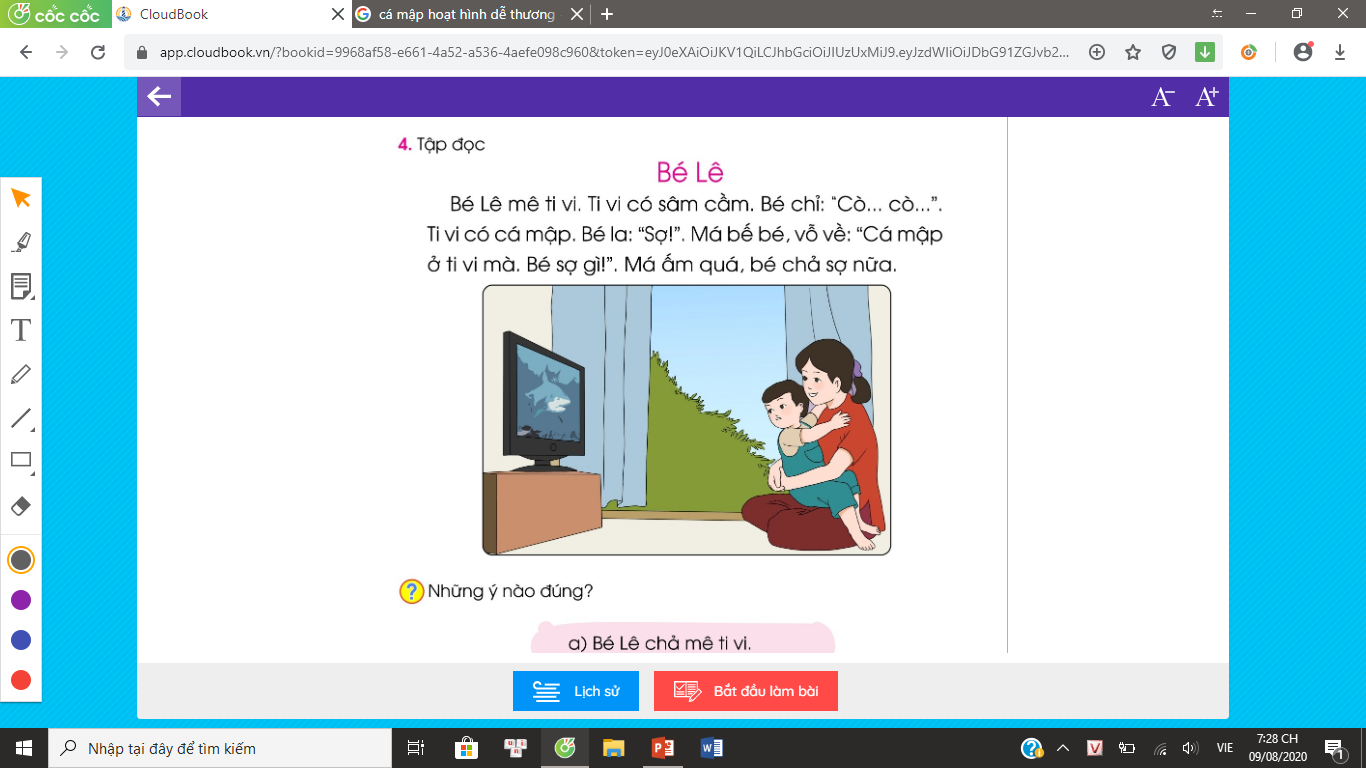 cốc cốc
CloudBook
cá mập hoạt hình dễ thương
app.cloudbook.vn/?bookid=9968af58-e661-4a52-a536-4aefe098c960&token=eyJ0eXAiOiJKV1QiLCJhbGciOiJIUzUxMiJ9.eyJzdWIiOiJDbG91ZGJvb2...
A- A+
4. Tập đọc
Bé Lê
Bé Lê mê ti vi. Ti vi có sâm cầm. Bé chỉ: “Cò... cò...”.
Ti vi có cá mập. Bé la: “Sợ!”. Má bế bé, vỗ về: “Cá mập
ở ti vi mà. Bé sợ gì!”. Má ấm quá, bé chả sợ nữa.
T
? Những ý nào đúng?
a) Bé Lê chả mê ti vi.
Lịch sử
Bắt đầu làm bài
Nhập tại đây để tìm kiếm
VIE
7:28 CH
09/08/2020
1